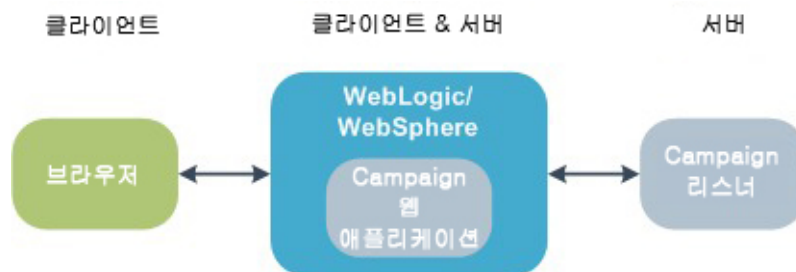 클라이언트
클라이언트 & 서버
서버
브라우저
WebLogic/
WebSphere
Campaign
웹
애플리케이션
Campaign
리스너